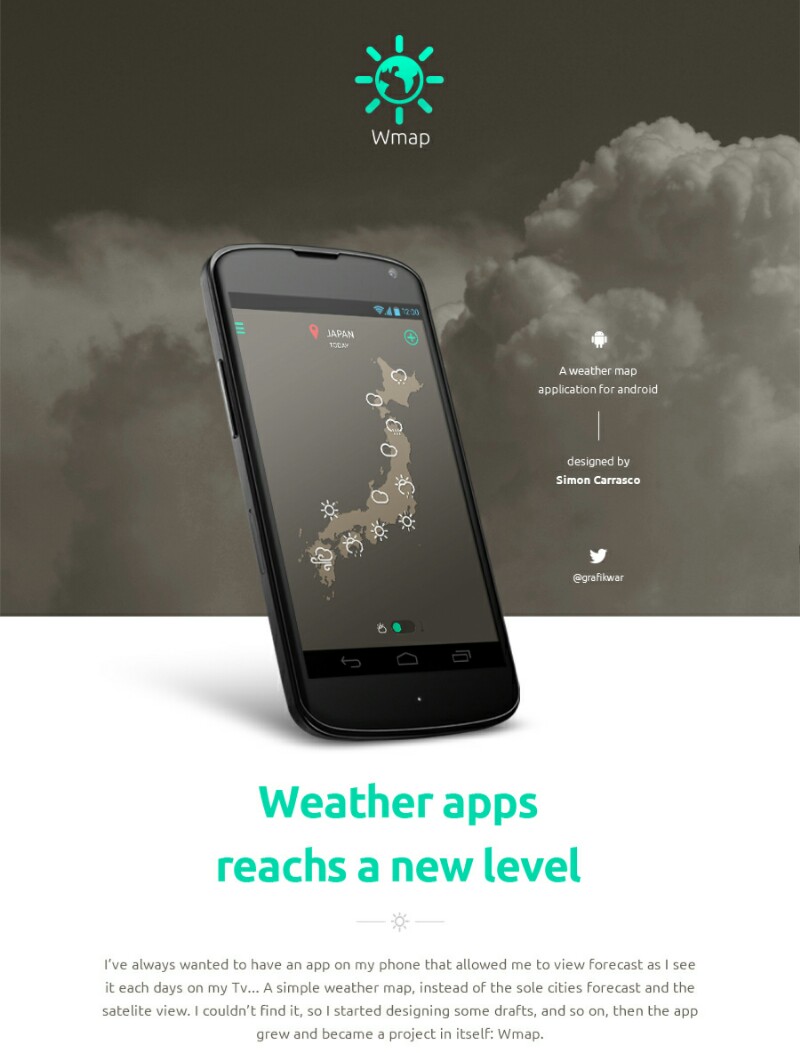 Wmap
12:30
JAPAN
TODAY
A weather map
application for android
designed by
Simon Carrasco
@grafikwar
Weather apps
reachs a new level
I've always wanted to have an app on my phone that allowed me to view forecast as I see
it each days on my Tv... A simple weather map, instead of the sole cities forecast and the
satelite view. I couldn't find it, so I started designing some drafts, and so on, then the app
grew and became a project in itself: Wmap.